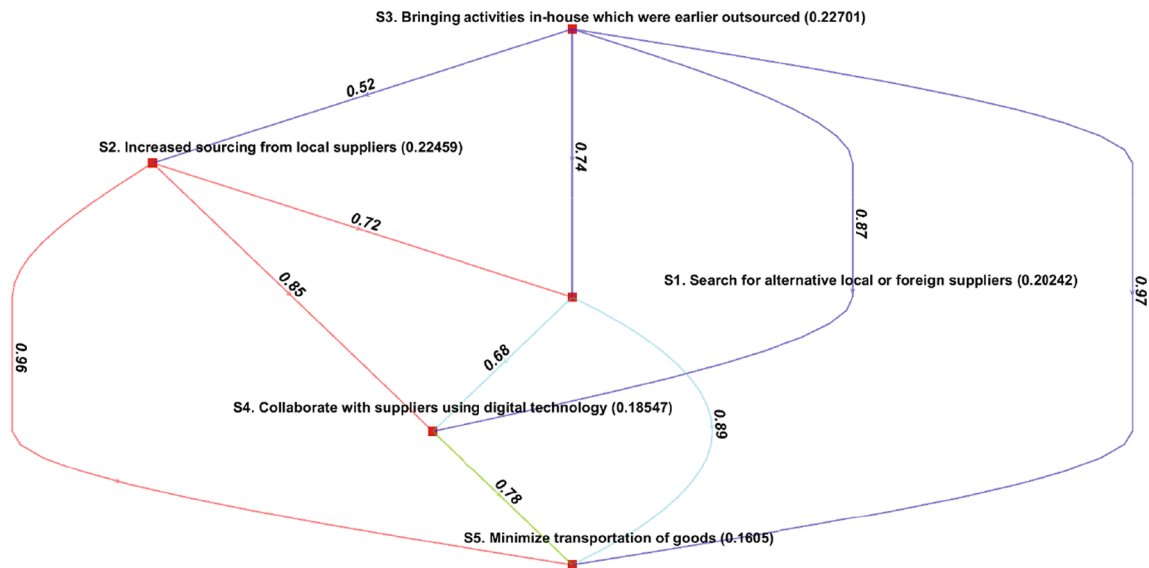 S3. Bringing activities in-house which were earlier outsourced (0.22701)
0.52
S2. Increased sourcing from local suppliers (0.22459)
0.74
0.72
0.87
0.85
S1. Search for alternative local or foreign suppliers (0.20242)
0.97
0.96
0.68
S4. Collaborate with suppliers using digital technology (0.18547)
0.89
0.78
S5. Minimize transportation of goods (0.1605)